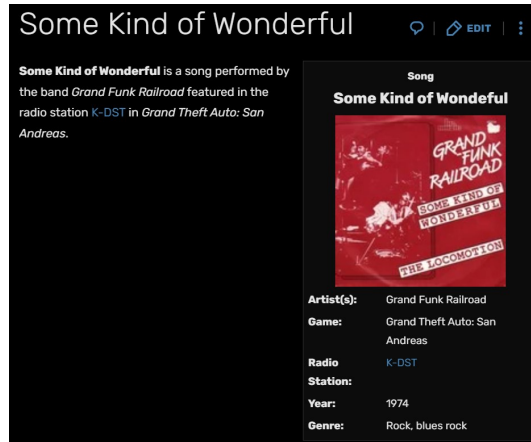 Some Kind of Wonderful
EDIT
Some Kind of Wonderful is a song performed by
the band Grand Funk Railroad featured in the
radio station K-DST in Grand Theft Auto: San
Andreas.
Song
Some Kind of Wondeful
GRAND
FUNK
RAILROAD
SOME KIND OF
WONDERFUL
THE LOCOMOTION
Artist(s): Grand Funk Railroad
Game: Grand Theft Auto: San
Andreas
Radio K-DST
Station:
Year: 1974
Genre: Rock, blues rock